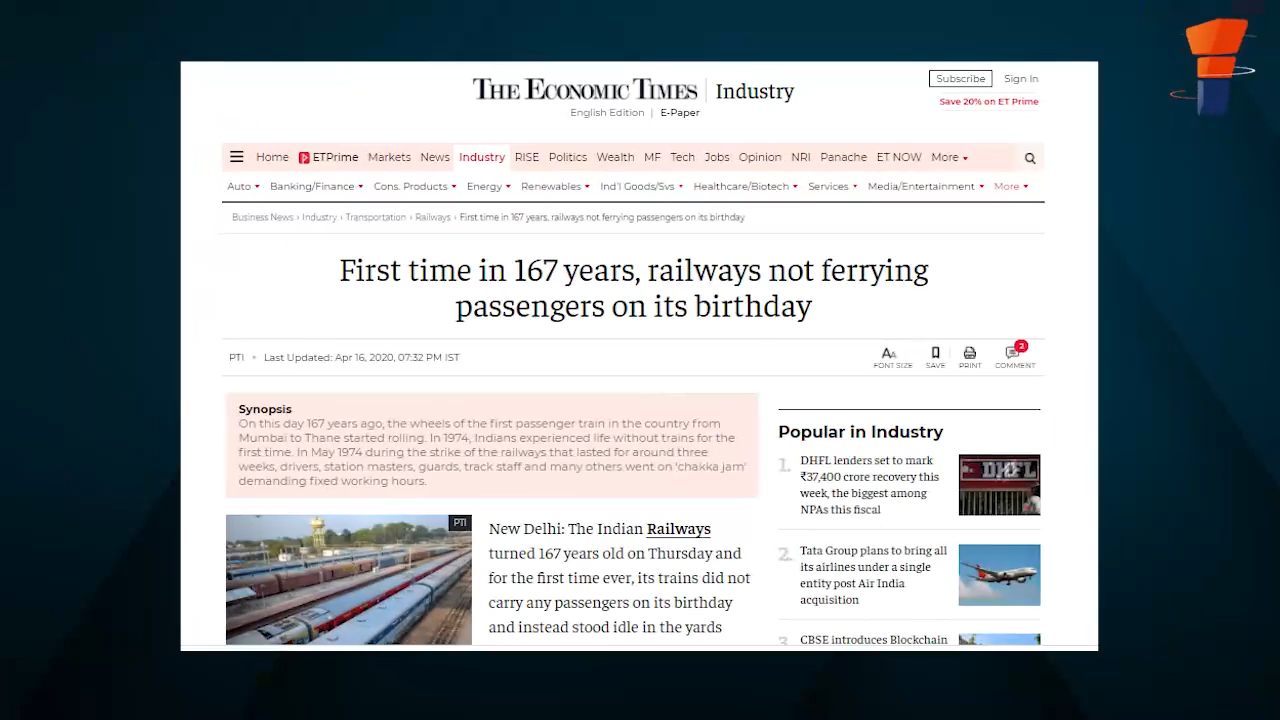 THE ECONOMIC TIMES | Industry
English Edition | E-Paper
Subscribe Sign In
Save 20% on ET Prime
Home ETPrime Markets News Industry RISE Politics Wealth MF Tech Jobs Opinion NRI Panache ET NOW More
Auto Banking/Finance Cons. Products Energy Renewables Ind'l Goods/Svs Healthcare/Biotech Services Media/Entertainment More
Business News › Industry › Transportation › Railways › First time in 167 years, railways not ferrying passengers on its birthday
First time in 167 years, railways not ferrying
passengers on its birthday
PTI • Last Updated: Apr 16, 2020, 07:32 PM IST
2
FONT SIZE SAVE PRINT COMMENT
Synopsis
On this day 167 years ago, the wheels of the first passenger train in the country from
Mumbai to Thane started rolling. In 1974, Indians experienced life without trains for the
first time. In May 1974 during the strike of the railways that lasted for around three
weeks, drivers, station masters, guards, track staff and many others went on 'chakka jam'
demanding fixed working hours.
PTI
New Delhi: The Indian Railways
turned 167 years old on Thursday and
for the first time ever, its trains did not
carry any passengers on its birthday
and instead stood idle in the yards
Popular in Industry
1. DHFL lenders set to mark
₹37,400 crore recovery this
week, the biggest among
NPAs this fiscal
DHFL
2. Tata Group plans to bring all
its airlines under a single
entity post Air India
acquisition
3. CBSE introduces Blockchain